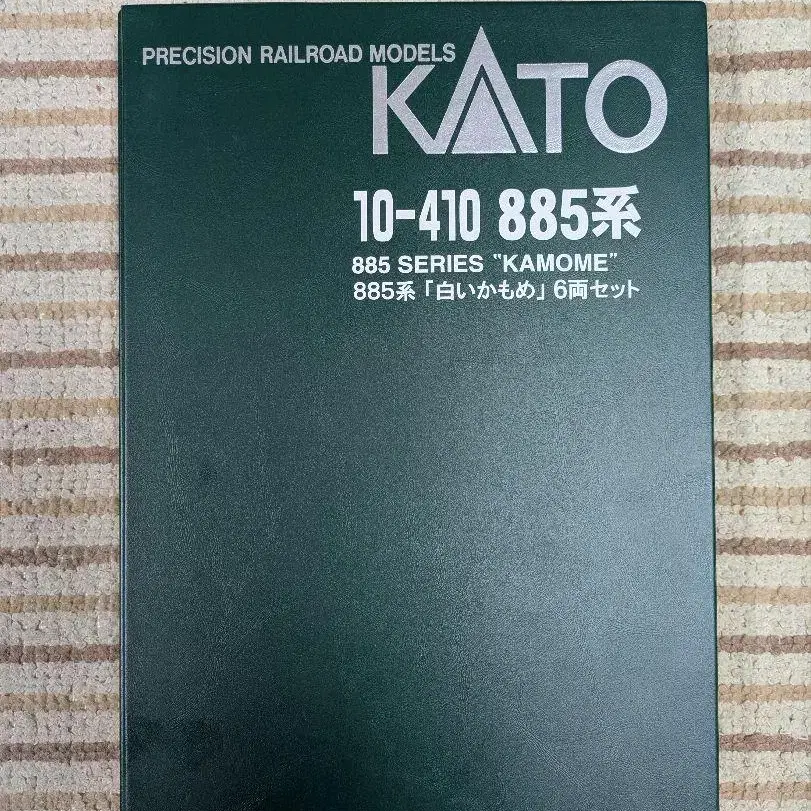 PRECISION RAILROAD MODELS
KATO
10-410 885系
885 SERIES "KAMOME"
885系「白いかもめ」6両セット